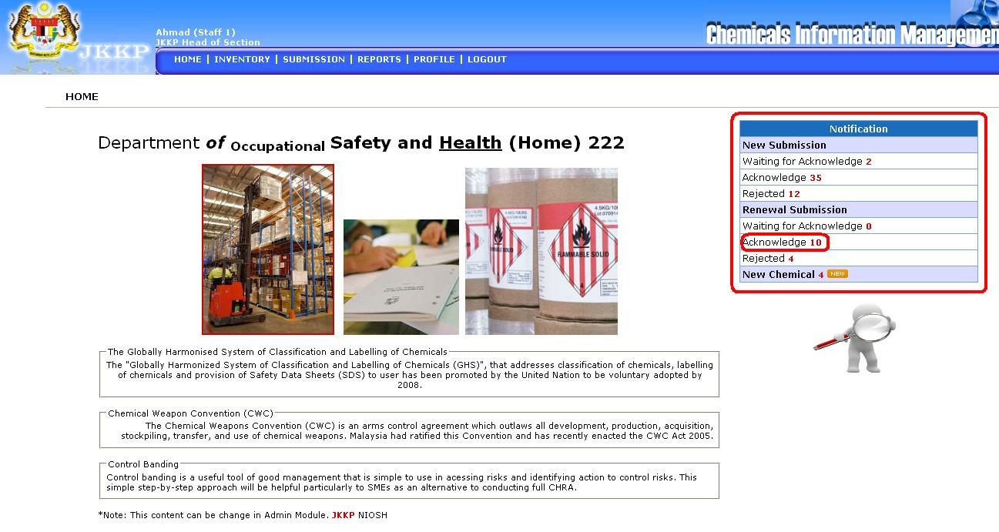 Ahmad (Staff 1)
JKKP Head of Section
JKKP
Chemicals Information Managemen
HOME | INVENTORY | SUBMISSION | REPORTS | PROFILE | LOGOUT
HOME
Department of Occupational Safety and Health (Home) 222
Notification
New Submission
Waiting for Acknowledge 2
Acknowledge 35
Rejected 12
Renewal Submission
Waiting for Acknowledge 0
Acknowledge 10
Rejected 4
New Chemical 4 NEW
4.5KG/10LBS
4.5KG/10
Lot 070914
FLAMMABLE SOLID
4
The Globally Harmonised System of Classification and Labelling of Chemicals
The "Globally Harmonized System of Classification and Labelling of Chemicals (GHS)", that addresses classification of chemicals, labelling
of chemicals and provision of Safety Data Sheets (SDS) to user has been promoted by the United Nation to be voluntary adopted by
2008.
Chemical Weapon Convention (CWC)
The Chemical Weapons Convention (CWC) is an arms control agreement which outlaws all development, production, acquisition,
stockpiling, transfer, and use of chemical weapons. Malaysia had ratified this Convention and has recently enacted the CWC Act 2005.
Control Banding
Control banding is a useful tool of good management that is simple to use in acessing risks and identifying action to control risks. This
simple step-by-step approach will be helpful particularly to SMEs as an alternative to conducting full CHRA.
*Note: This content can be change in Admin Module. JKKP NIOSH